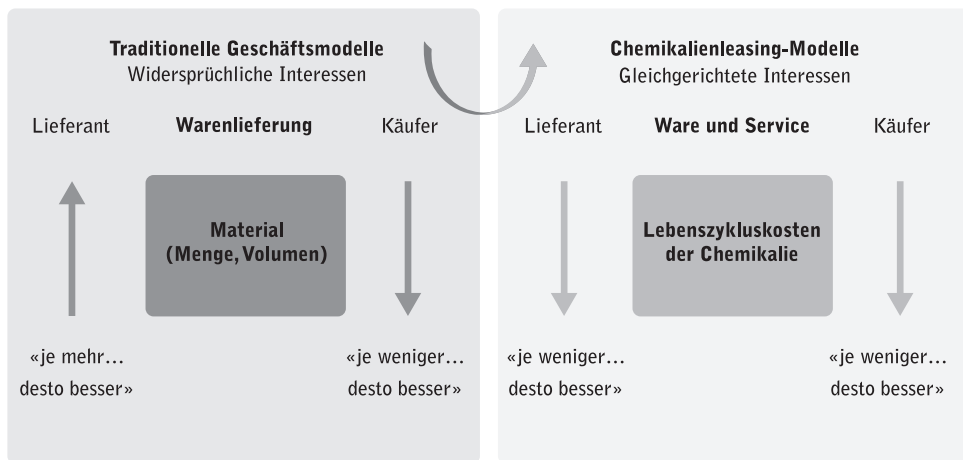 Traditionelle Geschäftsmodelle
Widersprüchliche Interessen
Lieferant
Warenlieferung
Käufer
Material
(Menge, Volumen)
«je mehr…
desto besser»
«je weniger…
desto besser»
Chemikalienleasing-Modelle
Gleichgerichtete Interessen
Lieferant
Ware und Service
Käufer
Lebenszykluskosten
der Chemikalie
«je weniger…
desto besser»
«je weniger…
desto besser»